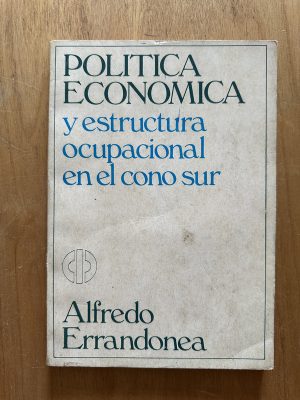 POLITICA
ECONOMICA
y estructura
ocupacional
en el cono sur
Alfredo
Errandonea